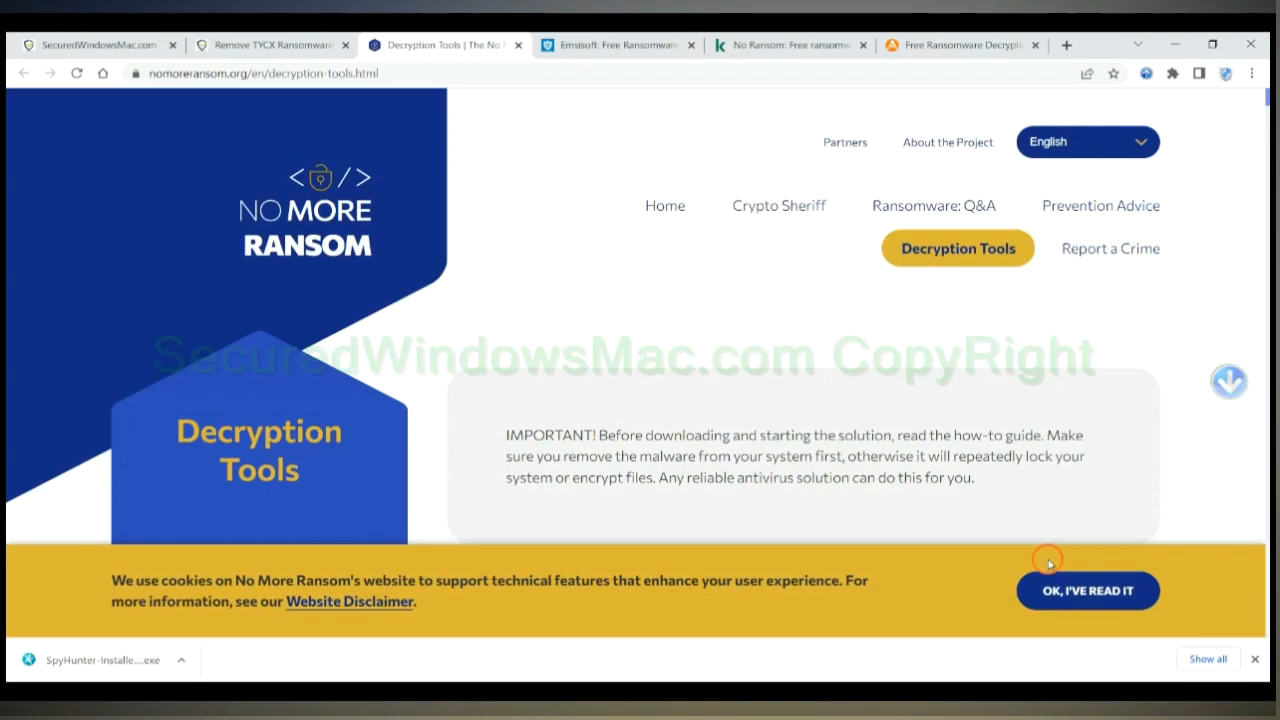 SecuredWindowsMac.com
Remove TYCX Ransomware
Decryption Tools | The No
Emsisoft: Free Ransomware
No Ransom: Free ransomw
Free Ransomware Decrypti
nomoreransom.org/en/decryption-tools.html
Partners
About the Project
English
< / >
NO MORE
RANSOM
Home
Crypto Sheriff
Ransomware: Q&A
Prevention Advice
Decryption Tools
Report a Crime
SecuredWindowsMac.com CopyRight
Decryption
Tools
IMPORTANT! Before downloading and starting the solution, read the how-to guide. Make
sure you remove the malware from your system first, otherwise it will repeatedly lock your
system or encrypt files. Any reliable antivirus solution can do this for you.
We use cookies on No More Ransom's website to support technical features that enhance your user experience. For
more information, see our Website Disclaimer.
OK, I'VE READ IT
SpyHunter-Installe....exe
Show all